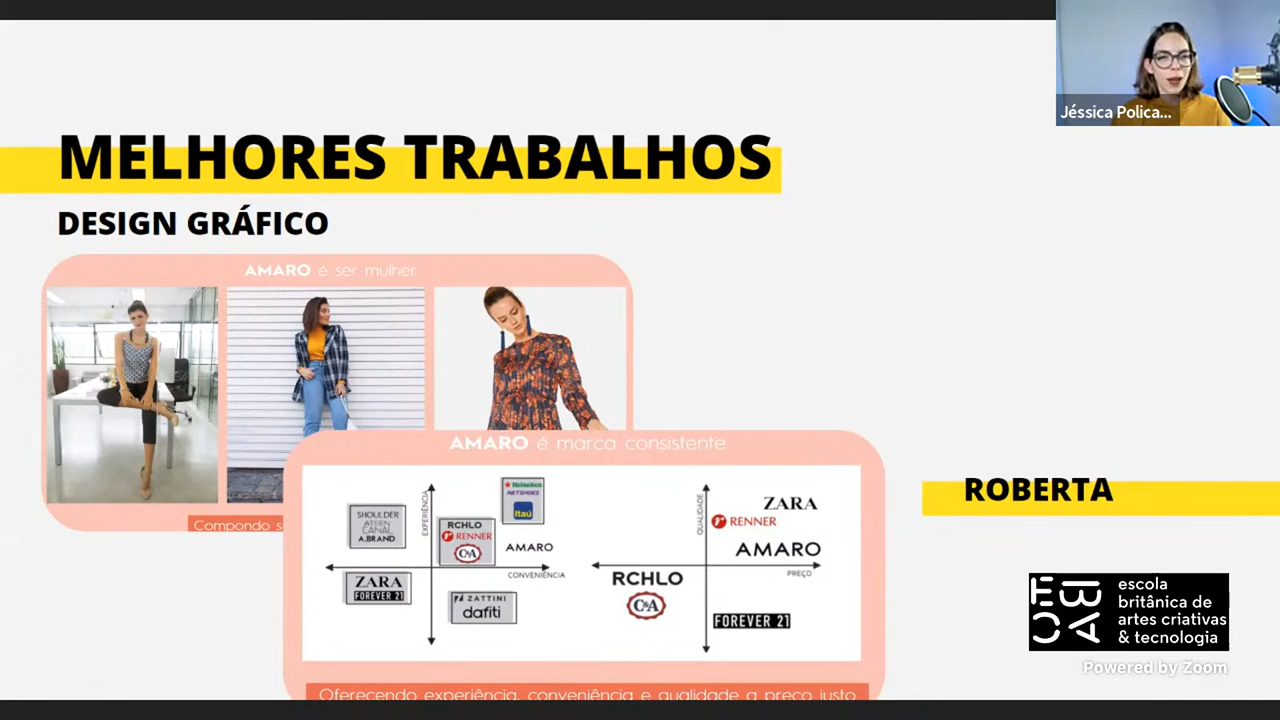 Jéssica Polica...
MELHORES TRABALHOS
DESIGN GRÁFICO
AMARO é ser mulher
Compondo s
AMARO é marca consistente
EXPERIÊNCIA
CONVENIÊNCIA
SHOULDER
CANAL
A.BRAND
RCHLO
RENNER
C&A
Heineken
NETSHOES
Itaú
AMARO
ZARA
FOREVER 21
ZATTINI
dafiti
QUALIDADE
PREÇO
ZARA
RENNER
AMARO
RCHLO
C&A
FOREVER 21
Oferecendo experiência, conveniência e qualidade a preço justo
ROBERTA
EBAC
escola
britânica de
artes criativas
& tecnologia
Powered by Zoom